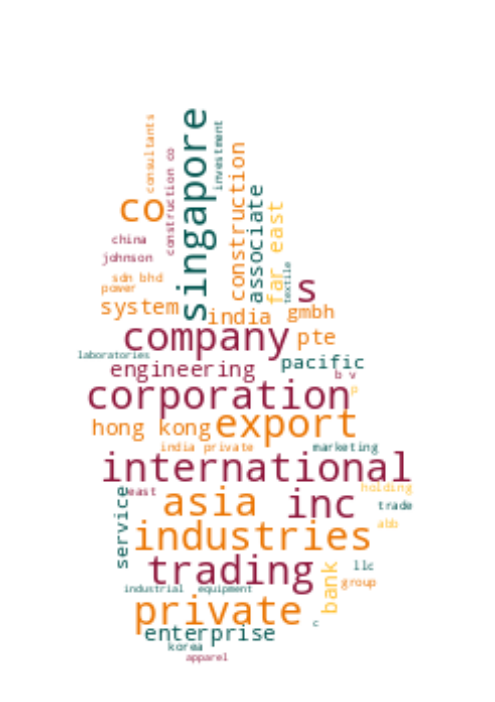 consultants
construction co
singapore
investment
construction
associate
far east
textile
co
china
johnson
sdn bhd
power
system
india
s
gmbh
company
pte
laboratories
engineering
pacific
b v
corporation
p
hong kong
export
india private
marketing
international
east
holding
service
asia
inc
trade
industries
abb
trading
bank
llc
group
industrial
equipment
private
c
enterprise
korea
apparel